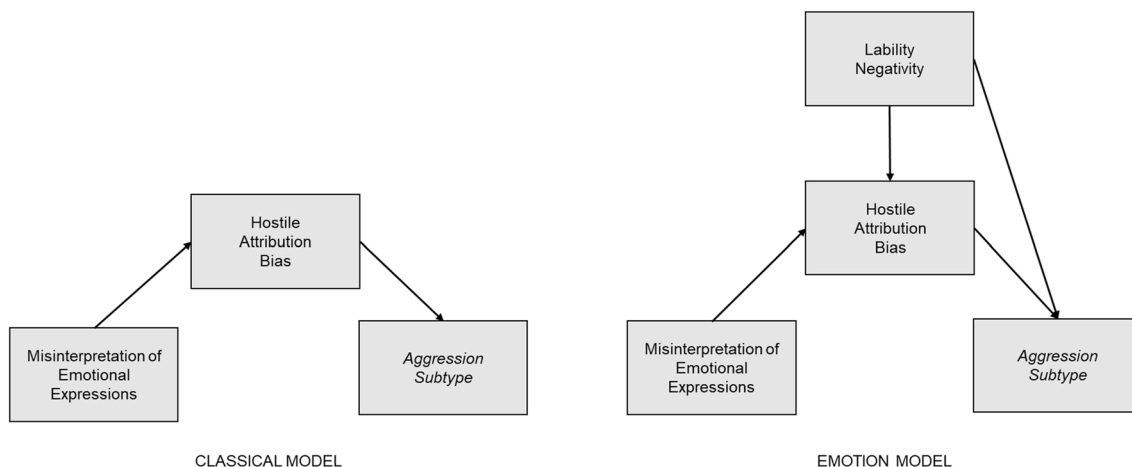 Hostile
Attribution
Bias
Misinterpretation of
Emotional
Expressions
Aggression
Subtype
CLASSICAL MODEL
Lability
Negativity
Hostile
Attribution
Bias
Misinterpretation of
Emotional
Expressions
Aggression
Subtype
EMOTION MODEL